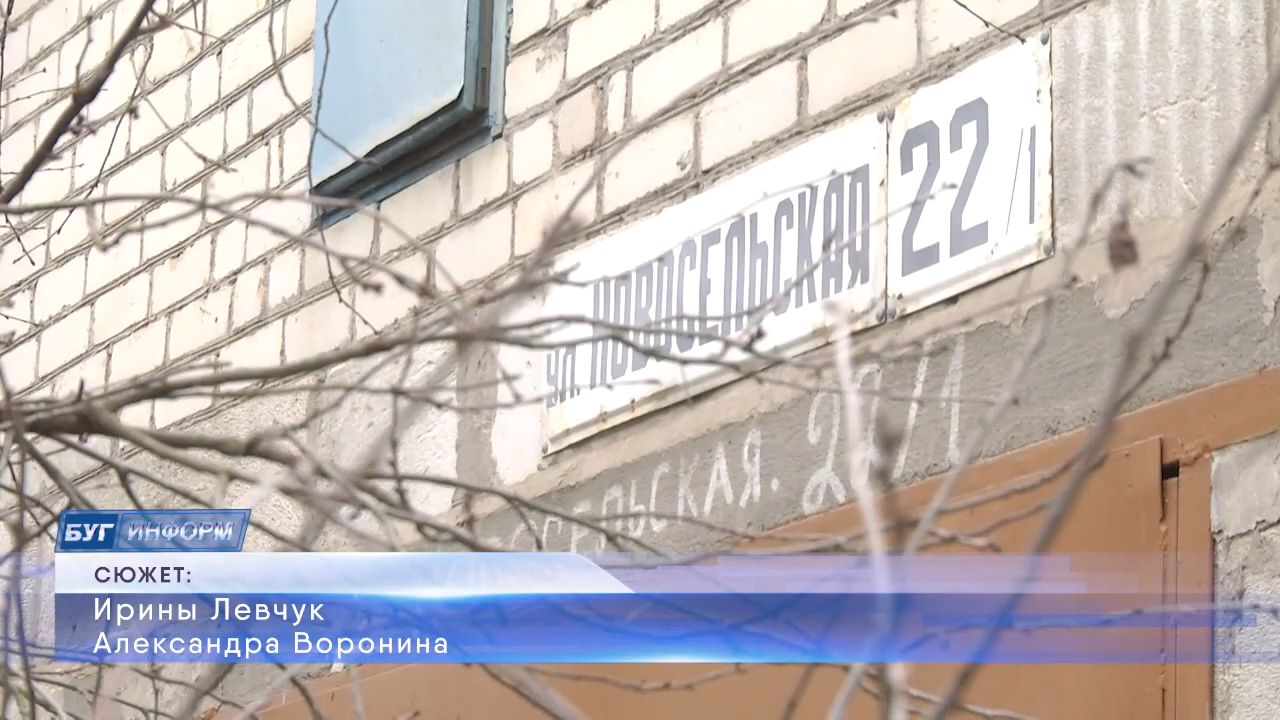 ул. НОВОСЕЛЬСКАЯ 22/1
СЕЛЬСКАЯ. 22/1
БУГ ИНФОРМ
СЮЖЕТ:
Ирины Левчук
Александра Воронина